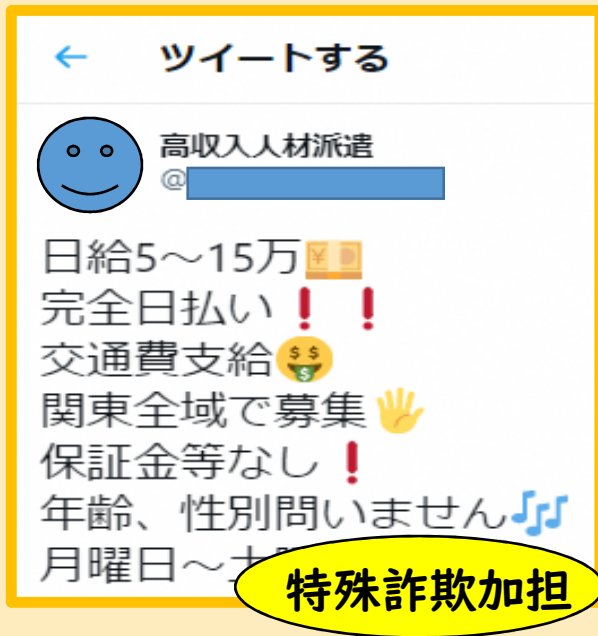 ← ツイートする
高収入人材派遣
@
日給5～15万💴
完全日払い❗❗
交通費支給🤑
関東全域で募集🖐
保証金等なし❗
年齢、性別問いません🎶
月曜日～土
特殊詐欺加担